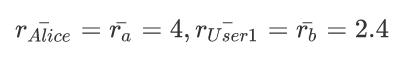 r̄_Alice = r̄_a = 4, r̄_User1 = r̄_b = 2.4